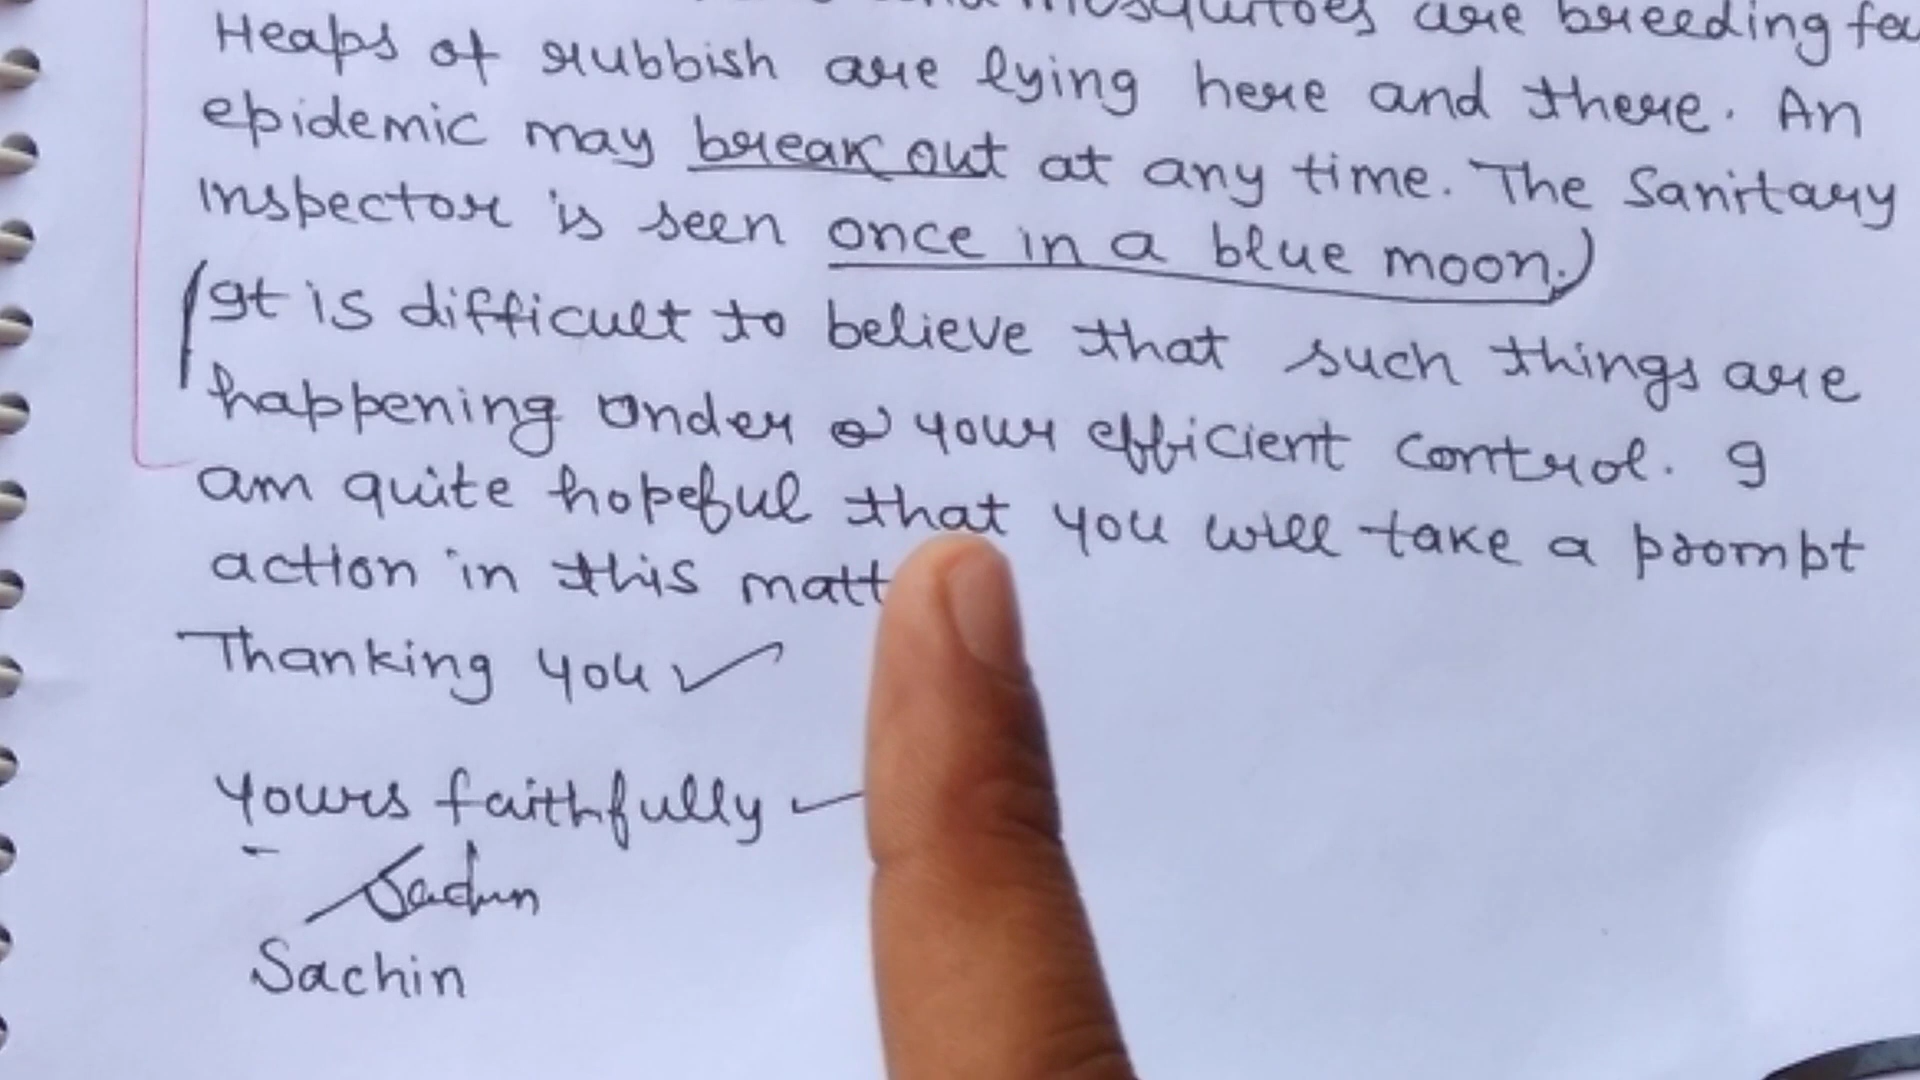 mosquitoes are breeding
Heaps of rubbish are lying here and there. An
epidemic may break out at any time. The Sanitary
Inspector is seen once in a blue moon.)
(It is difficult to believe that such things are
happening under your efficient control. I
am quite hopeful that you will take a prompt
action in this matt
Thanking you
Yours faithfully
Sachin
Sachin